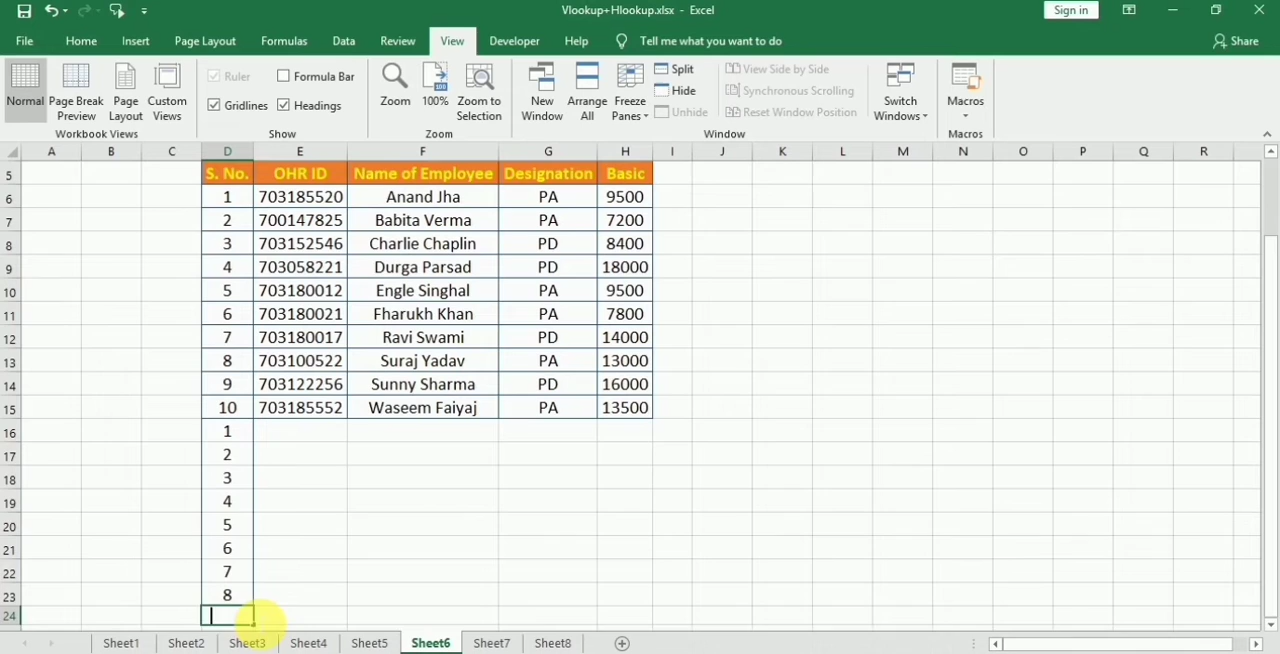 Vlookup+Hlookup.xlsx - Excel
Sign in
File Home Insert Page Layout Formulas Data Review View Developer Help Tell me what you want to do Share
Normal Page Break Preview Page Layout Custom Views
Workbook Views
Ruler Formula Bar
Gridlines Headings
Show
Zoom 100% Zoom to Selection
Zoom
New Window Arrange All Freeze Panes
Split
Hide
Unhide
View Side by Side
Synchronous Scrolling
Reset Window Position
Window
Switch Windows
Macros
Macros
A B C D E F G H I J K L M N O P Q R
5 S. No. OHR ID Name of Employee Designation Basic
6 1 703185520 Anand Jha PA 9500
7 2 700147825 Babita Verma PA 7200
8 3 703152546 Charlie Chaplin PD 8400
9 4 703058221 Durga Parsad PD 18000
10 5 703180012 Engle Singhal PA 9500
11 6 703180021 Fharukh Khan PA 7800
12 7 703180017 Ravi Swami PD 14000
13 8 703100522 Suraj Yadav PA 13000
14 9 703122256 Sunny Sharma PD 16000
15 10 703185552 Waseem Faiyaj PA 13500
16 1
17 2
18 3
19 4
20 5
21 6
22 7
23 8
24
Sheet1 Sheet2 Sheet3 Sheet4 Sheet5 Sheet6 Sheet7 Sheet8